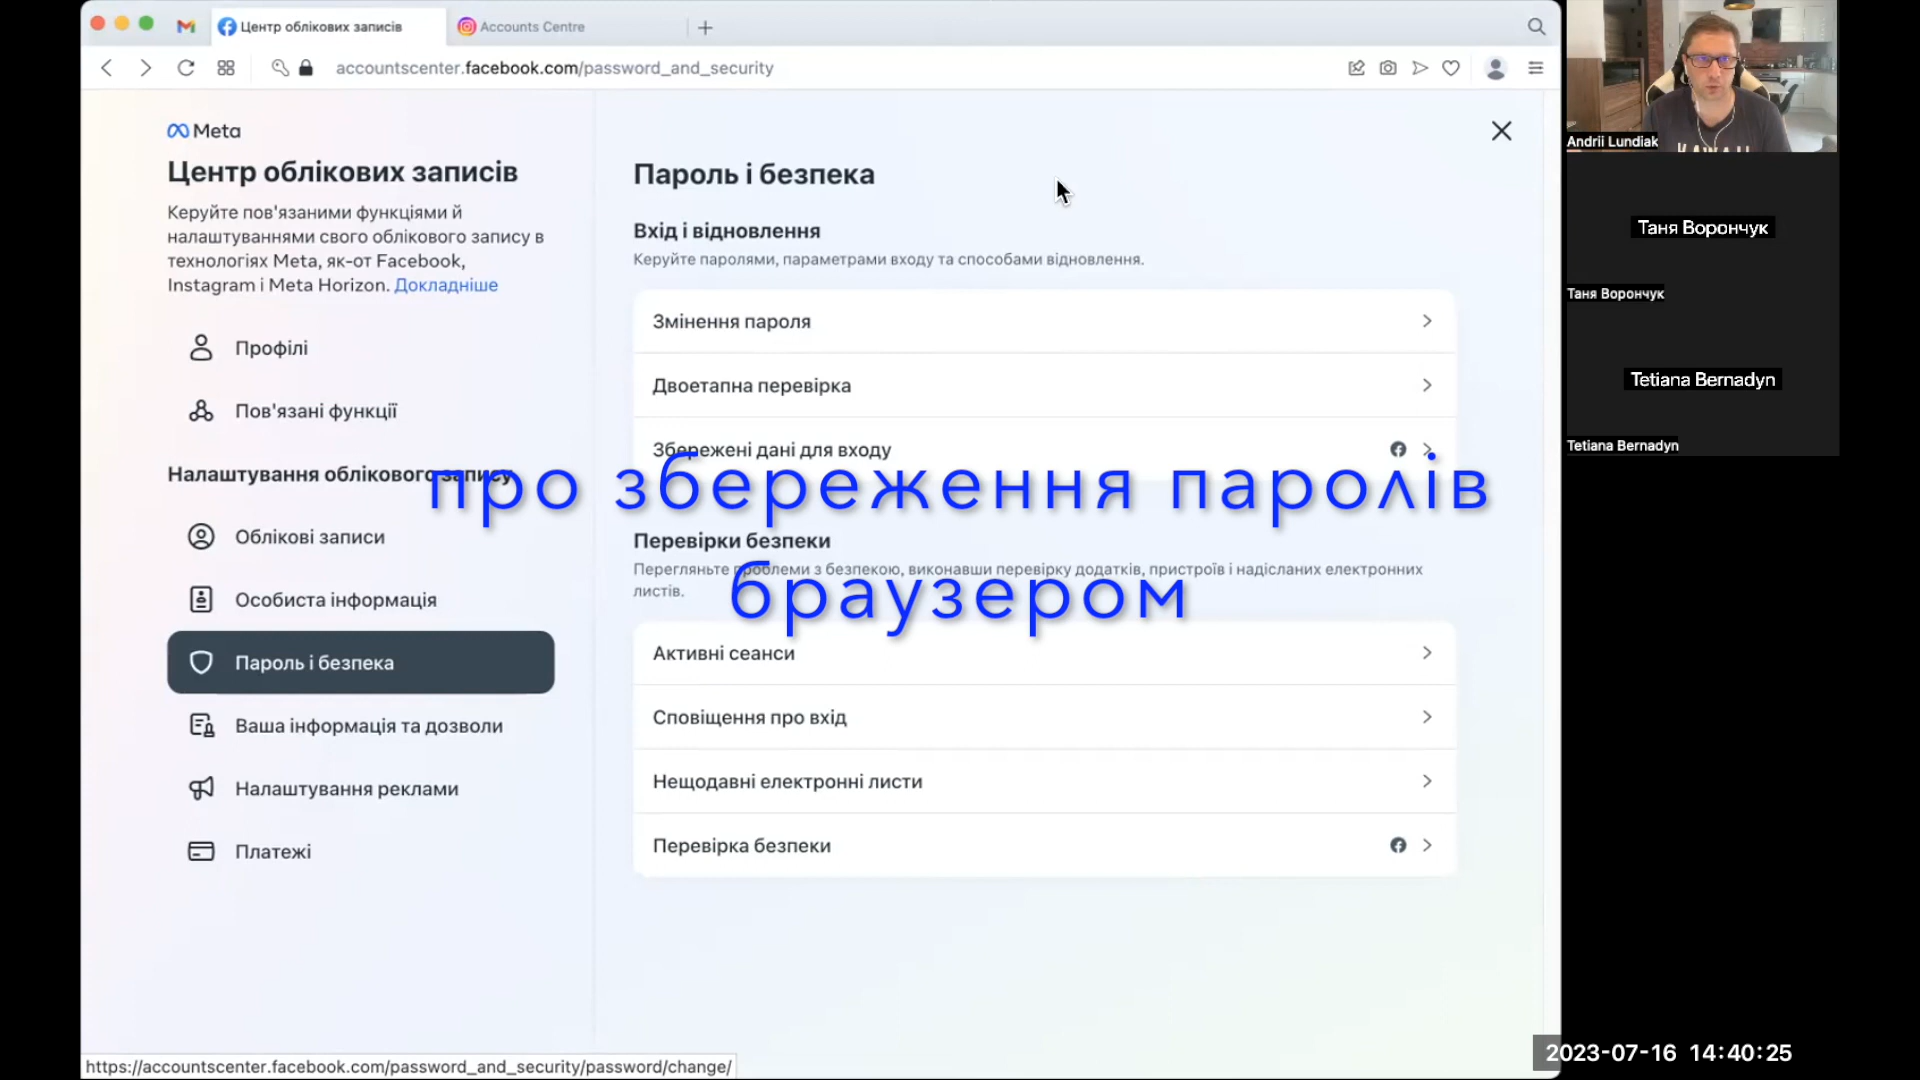 Центр облікових записів
Accounts Centre
accountscenter.facebook.com/password_and_security
Meta
Центр облікових записів
Керуйте пов'язаними функціями й
налаштуваннями свого облікового запису в
технологіях Meta, як-от Facebook,
Instagram і Meta Horizon. Докладніше
Профілі
Пов'язані функції
Налаштування облікового запису
Облікові записи
Особиста інформація
Пароль і безпека
Ваша інформація та дозволи
Налаштування реклами
Платежі
Пароль і безпека
Вхід і відновлення
Керуйте паролями, параметрами входу та способами відновлення.
Змінення пароля
Двоетапна перевірка
Збережені дані для входу
про збереження паролів
браузером
Перевірки безпеки
Перегляньте проблеми з безпекою, виконавши перевірку додатків, пристроїв і надісланих електронних
листів.
Активні сеанси
Сповіщення про вхід
Нещодавні електронні листи
Перевірка безпеки
https://accountscenter.facebook.com/password_and_security/password/change/
Andrii Lundiak
Таня Ворончук
Таня Ворончук
Tetiana Bernadyn
Tetiana Bernadyn
2023-07-16 14:40:25